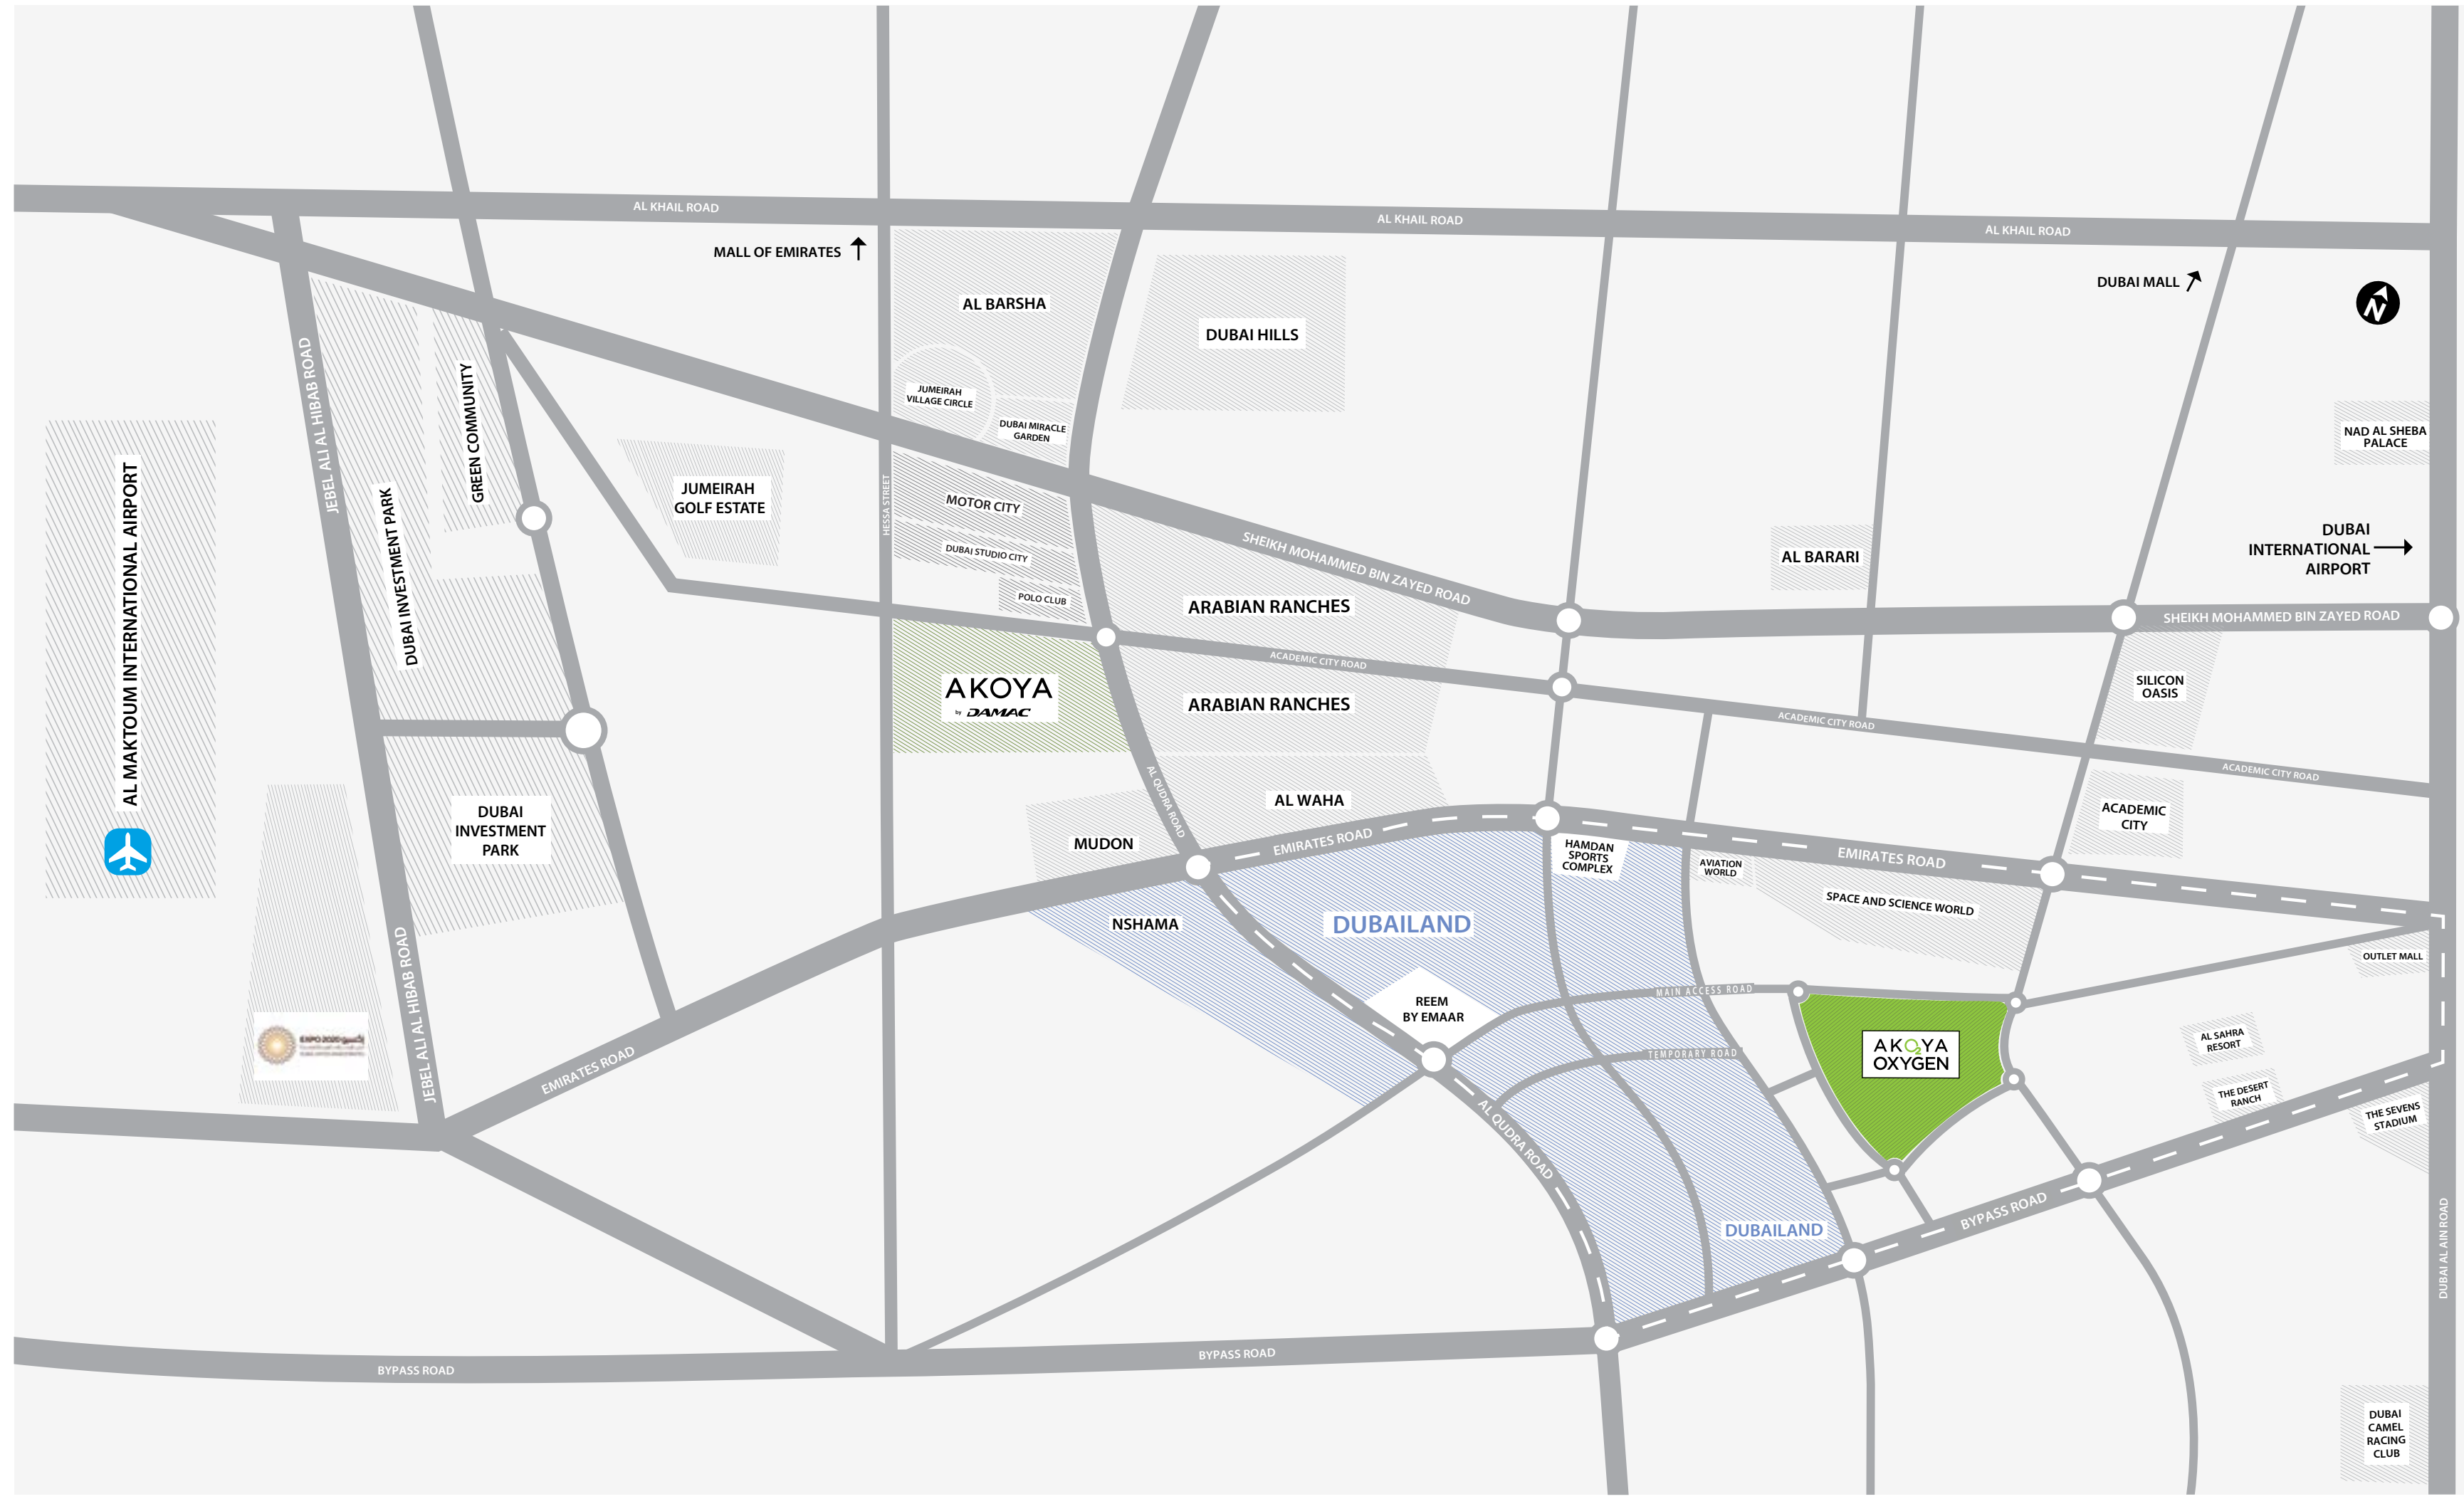 AL KHAIL ROAD
AL KHAIL ROAD
AL KHAIL ROAD
MALL OF EMIRATES
DUBAI MALL
N
AL BARSHA
DUBAI HILLS
JUMEIRAH
VILLAGE CIRCLE
DUBAI MIRACLE
GARDEN
NAD AL SHEBA
PALACE
JEBEL ALI AL HIBAB ROAD
GREEN COMMUNITY
AL MAKTOUM INTERNATIONAL AIRPORT
DUBAI INVESTMENT PARK
JUMEIRAH
GOLF ESTATE
HESSA STREET
MOTOR CITY
DUBAI STUDIO CITY
POLO CLUB
SHEIKH MOHAMMED BIN ZAYED ROAD
ARABIAN RANCHES
AL BARARI
DUBAI
INTERNATIONAL
AIRPORT
SHEIKH MOHAMMED BIN ZAYED ROAD
ACADEMIC CITY ROAD
AKOYA
by DAMAC
ARABIAN RANCHES
SILICON
OASIS
ACADEMIC CITY ROAD
ACADEMIC CITY ROAD
AL QUDRA ROAD
AL WAHA
DUBAI
INVESTMENT
PARK
MUDON
EMIRATES ROAD
HAMDAN
SPORTS
COMPLEX
AVIATION
WORLD
EMIRATES ROAD
ACADEMIC
CITY
SPACE AND SCIENCE WORLD
NSHAMA
DUBAILAND
OUTLET MALL
JEBEL ALI AL HIBAB ROAD
REEM
BY EMAAR
MAIN ACCESS ROAD
TEMPORARY ROAD
AKO2YA
OXYGEN
AL SAHRA
RESORT
THE DESERT
RANCH
THE SEVENS
STADIUM
EXPO 2020 إكسبو
EMIRATES ROAD
AL QUDRA ROAD
DUBAILAND
BYPASS ROAD
DUBAI AL AIN ROAD
BYPASS ROAD
BYPASS ROAD
DUBAI
CAMEL
RACING
CLUB